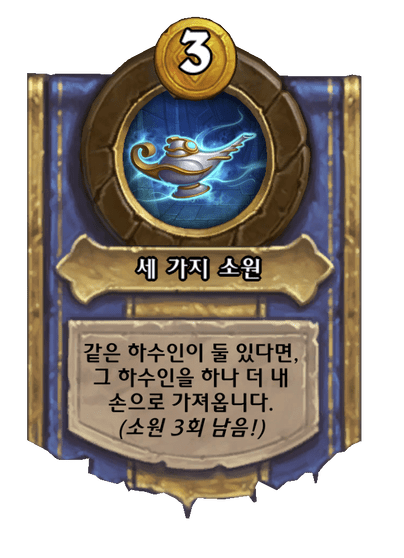 3
세 가지 소원
같은 하수인이 둘 있다면,
그 하수인을 하나 더 내
손으로 가져옵니다.
(소원 3회 남음!)